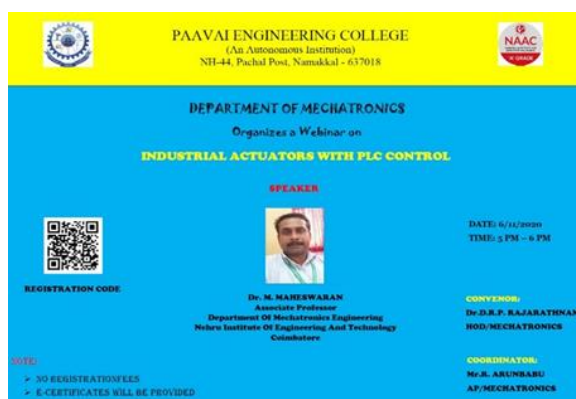 PAAVAI ENGINEERING COLLEGE
(An Autonomous Institution)
NH-44, Pachal Post, Namakkal - 637018
NAAC
DEPARTMENT OF MECHATRONICS
Organizes a Webinar on
INDUSTRIAL ACTUATORS WITH PLC CONTROL
SPEAKER
DATE: 6/11/2020
TIME: 5 PM – 6 PM
REGISTRATION CODE
Dr. M. MAHESWARAN
Associate Professor
Department Of Mechatronics Engineering
Nehru Institute Of Engineering And Technology
Coimbatore
CONVENOR:
Dr.D.R.P. RAJARATHNAM
HOD/MECHATRONICS
NOTE:
➢ NO REGISTRATIONFEES
➢ E-CERTIFICATES WILL BE PROVIDED
COORDINATOR:
Mr.R. ARUNBABU
AP/MECHATRONICS